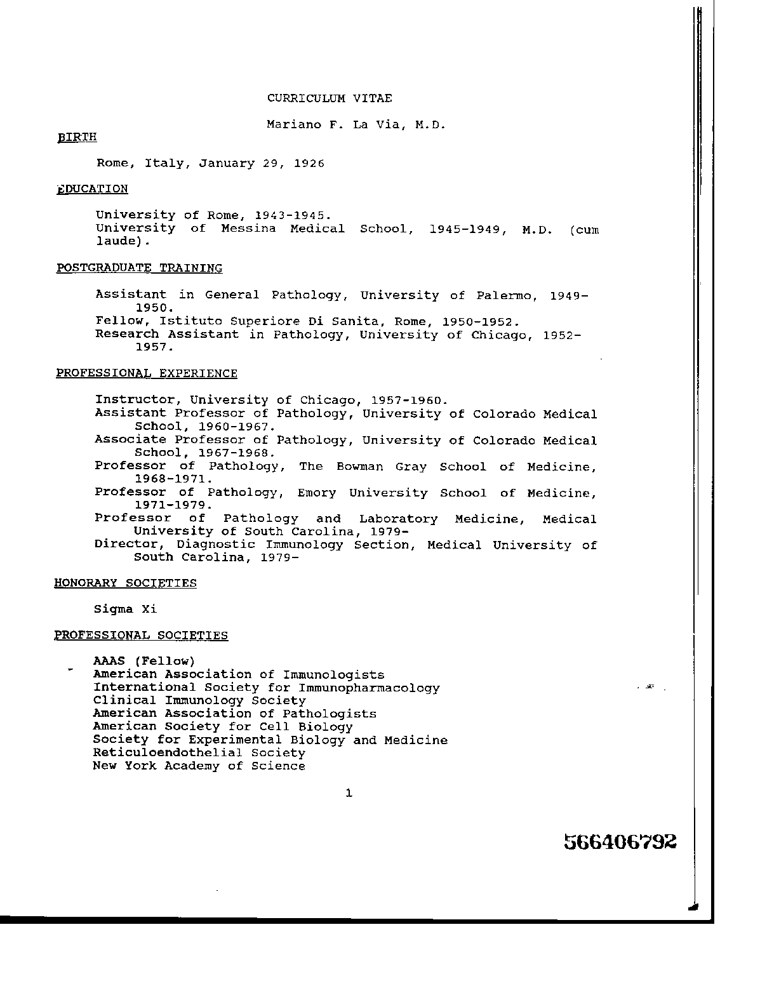 CURRICULUM VITAE
Mariano F. La Via, M.D.
BIRTH
Rome, Italy, January 29, 1926
EDUCATION
University of Rome, 1943-1945.
University of Messina Medical School, 1945-1949, M.D. (cum
laude).
POSTGRADUATE TRAINING
Assistant in General Pathology, University of Palermo, 1949-
1950.
Fellow, Istituto Superiore Di Sanita, Rome, 1950-1952.
Research Assistant in Pathology, University of Chicago, 1952-
1957.
PROFESSIONAL EXPERIENCE
Instructor, University of Chicago, 1957-1960.
Assistant Professor of Pathology, University of Colorado Medical
School, 1960-1967.
Associate Professor of Pathology, University of Colorado Medical
School, 1967-1968.
Professor of Pathology, The Bowman Gray School of Medicine,
1968-1971.
Professor of Pathology, Emory University School of Medicine,
1971-1979.
Professor of Pathology and Laboratory Medicine, Medical
University of South Carolina, 1979-
Director, Diagnostic Immunology Section, Medical University of
South Carolina, 1979-
HONORARY SOCIETIES
Sigma Xi
PROFESSIONAL SOCIETIES
AAAS (Fellow)
American Association of Immunologists
International Society for Immunopharmacology
Clinical Immunology Society
American Association of Pathologists
American Society for Cell Biology
Society for Experimental Biology and Medicine
Reticuloendothelial Society
New York Academy of Science
1
566406792